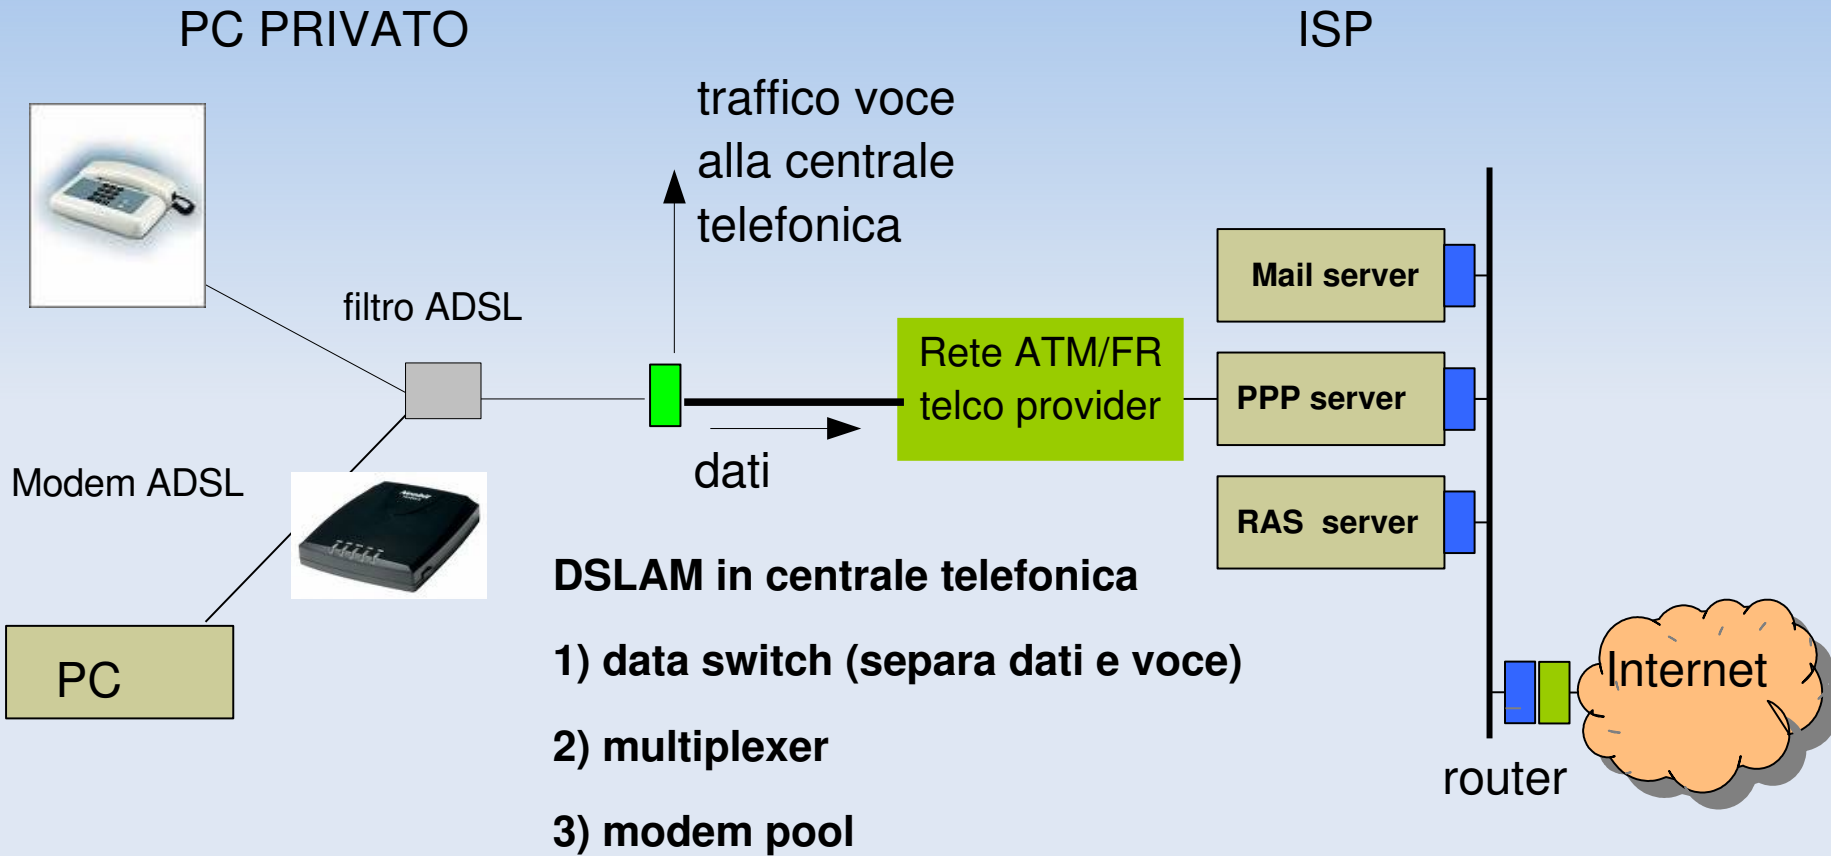 PC PRIVATO
ISP
traffico voce
alla centrale
telefonica
filtro ADSL
Mail server
Rete ATM/FR
telco provider
PPP server
dati
Modem ADSL
RAS server
DSLAM in centrale telefonica
1) data switch (separa dati e voce)
PC
Internet
2) multiplexer
router
3) modem pool